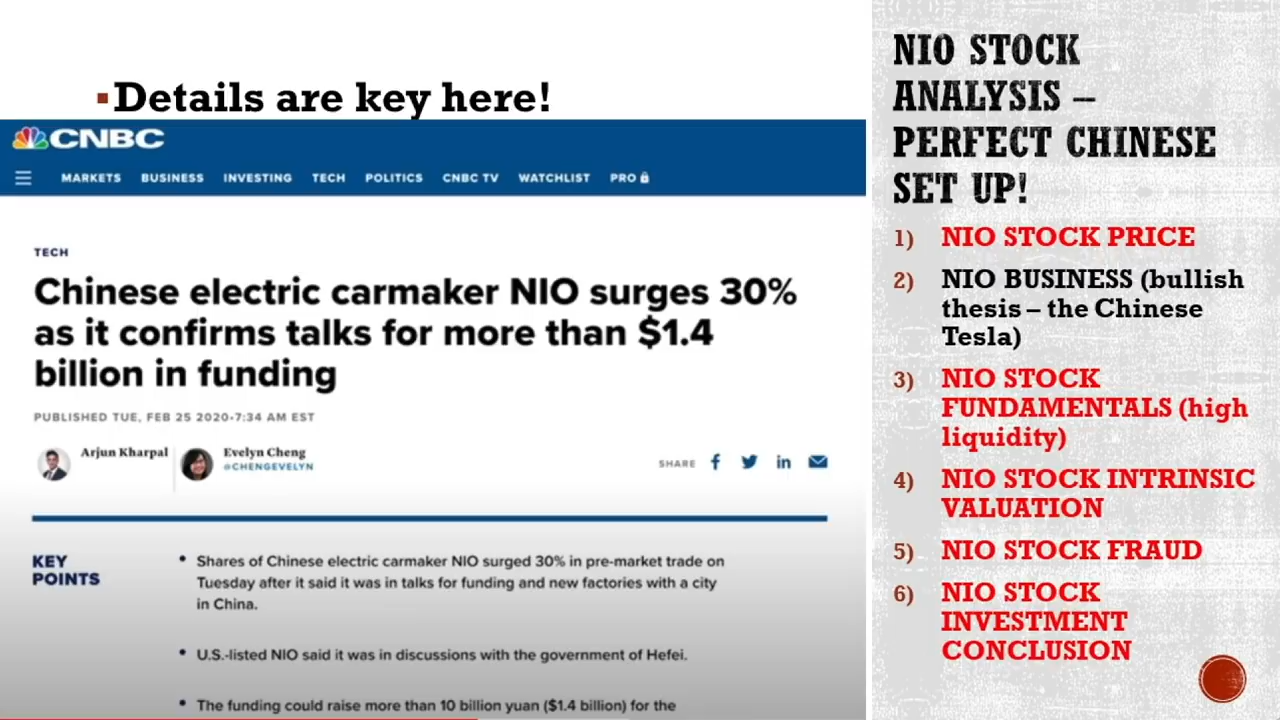 Details are key here!
CNBC
MARKETS BUSINESS INVESTING TECH POLITICS CNBC TV WATCHLIST PRO
TECH
Chinese electric carmaker NIO surges 30%
as it confirms talks for more than $1.4
billion in funding
PUBLISHED TUE, FEB 25 2020•7:34 AM EST
Arjun Kharpal
Evelyn Cheng
@CHENGEVELYN
SHARE
KEY
POINTS
• Shares of Chinese electric carmaker NIO surged 30% in pre-market trade on
Tuesday after it said it was in talks for funding and new factories with a city
in China.
• U.S.-listed NIO said it was in discussions with the government of Hefei.
• The funding could raise more than 10 billion yuan ($1.4 billion) for the
NIO STOCK
ANALYSIS –
PERFECT CHINESE
SET UP!
1) NIO STOCK PRICE
2) NIO BUSINESS (bullish
thesis – the Chinese
Tesla)
3) NIO STOCK
FUNDAMENTALS (high
liquidity)
4) NIO STOCK INTRINSIC
VALUATION
5) NIO STOCK FRAUD
6) NIO STOCK
INVESTMENT
CONCLUSION